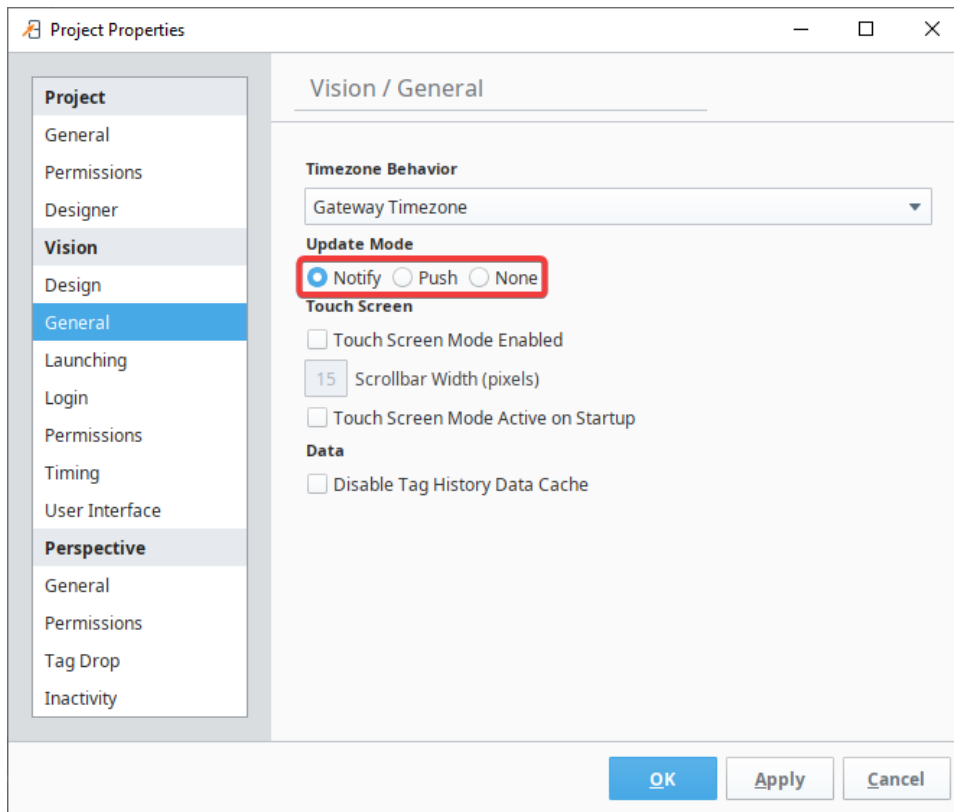 Project Properties
Project
General
Permissions
Designer
Vision
Design
General
Launching
Login
Permissions
Timing
User Interface
Perspective
General
Permissions
Tag Drop
Inactivity
Vision / General
Timezone Behavior
Gateway Timezone
Update Mode
Notify Push None
Touch Screen
Touch Screen Mode Enabled
15 Scrollbar Width (pixels)
Touch Screen Mode Active on Startup
Data
Disable Tag History Data Cache
OK Apply Cancel